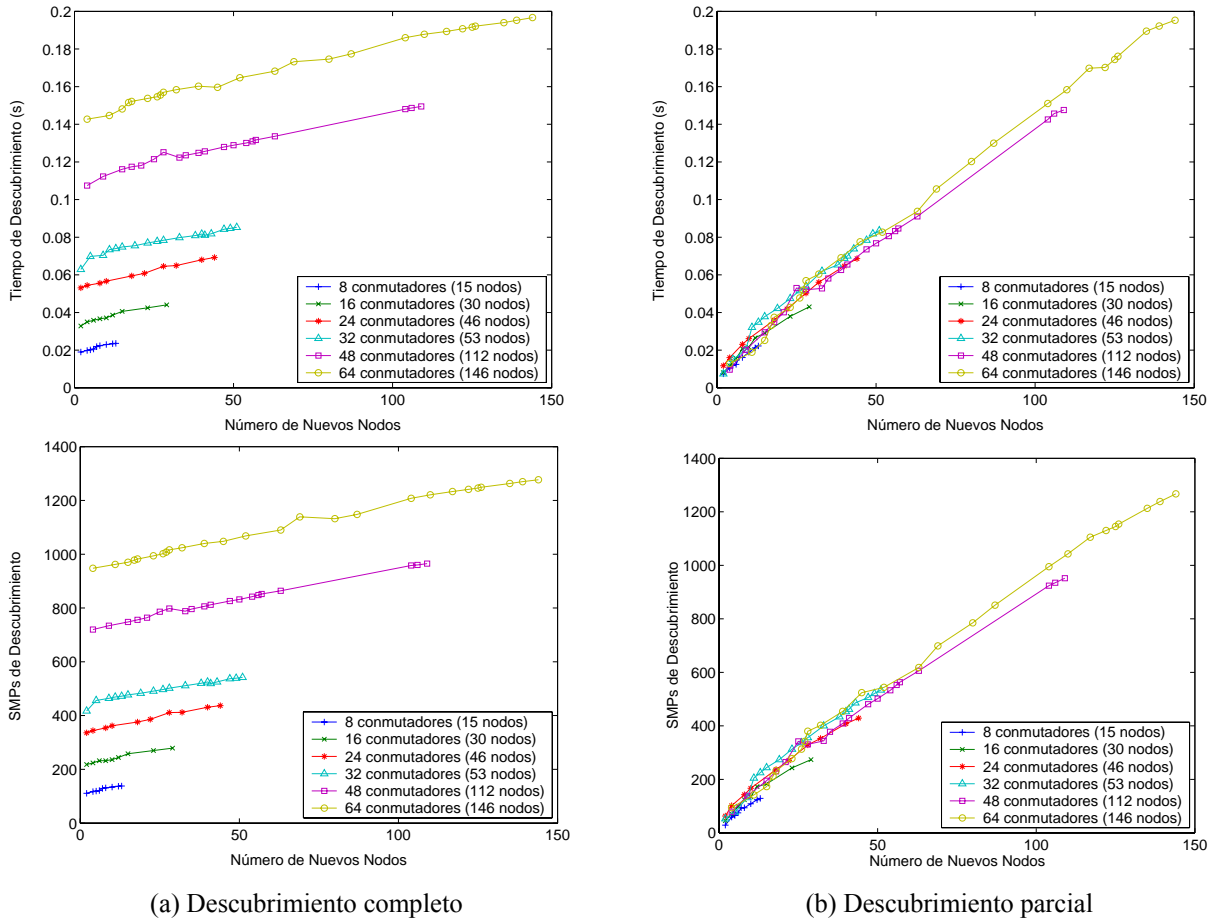 0.2
0.18
0.16
0.14
0.12
0.1
0.08
0.06
0.04
0.02
0
Tiempo de Descubrimiento (s)
8 conmutadores (15 nodos)
16 conmutadores (30 nodos)
24 conmutadores (46 nodos)
32 conmutadores (53 nodos)
48 conmutadores (112 nodos)
64 conmutadores (146 nodos)
0 50 100 150
Número de Nuevos Nodos
0.2
0.18
0.16
0.14
0.12
0.1
0.08
0.06
0.04
0.02
0
Tiempo de Descubrimiento (s)
8 conmutadores (15 nodos)
16 conmutadores (30 nodos)
24 conmutadores (46 nodos)
32 conmutadores (53 nodos)
48 conmutadores (112 nodos)
64 conmutadores (146 nodos)
0 50 100 150
Número de Nuevos Nodos
1400
1200
1000
800
600
400
200
0
SMPs de Descubrimiento
8 conmutadores (15 nodos)
16 conmutadores (30 nodos)
24 conmutadores (46 nodos)
32 conmutadores (53 nodos)
48 conmutadores (112 nodos)
64 conmutadores (146 nodos)
0 50 100 150
Número de Nuevos Nodos
1400
1200
1000
800
600
400
200
0
SMPs de Descubrimiento
8 conmutadores (15 nodos)
16 conmutadores (30 nodos)
24 conmutadores (46 nodos)
32 conmutadores (53 nodos)
48 conmutadores (112 nodos)
64 conmutadores (146 nodos)
0 50 100 150
Número de Nuevos Nodos
(a) Descubrimiento completo
(b) Descubrimiento parcial